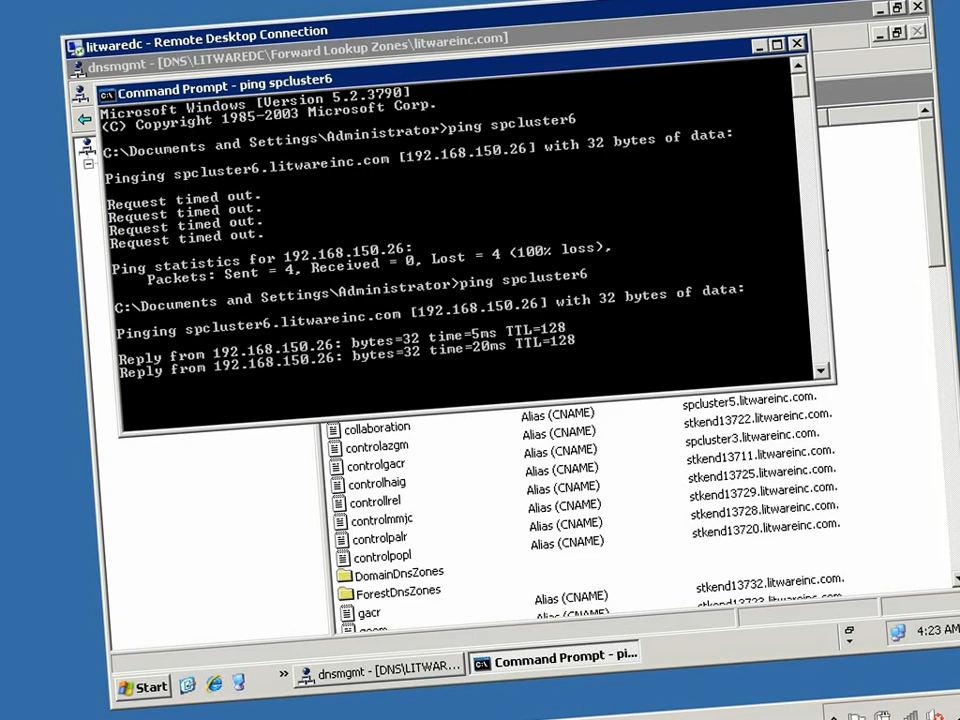 litwaredc - Remote Desktop Connection
dnsmgmt - [DNS\LITWAREDC\Forward Lookup Zones\litwareinc.com]
Command Prompt - ping spcluster6
Microsoft Windows [Version 5.2.3790]
(C) Copyright 1985-2003 Microsoft Corp.
C:\Documents and Settings\Administrator>ping spcluster6
Pinging spcluster6.litwareinc.com [192.168.150.26] with 32 bytes of data:
Request timed out.
Request timed out.
Request timed out.
Request timed out.
Ping statistics for 192.168.150.26:
Packets: Sent = 4, Received = 0, Lost = 4 (100% loss),
C:\Documents and Settings\Administrator>ping spcluster6
Pinging spcluster6.litwareinc.com [192.168.150.26] with 32 bytes of data:
Reply from 192.168.150.26: bytes=32 time=5ms TTL=128
Reply from 192.168.150.26: bytes=32 time=20ms TTL=128
spcluster5.litwareinc.com.
collaboration Alias (CNAME) stkend13722.litwareinc.com.
controlazgm Alias (CNAME) spcluster3.litwareinc.com.
controlgacr Alias (CNAME) stkend13711.litwareinc.com.
controlhaig Alias (CNAME) stkend13725.litwareinc.com.
controllrel Alias (CNAME) stkend13729.litwareinc.com.
controlmmjc Alias (CNAME) stkend13728.litwareinc.com.
controlpalr Alias (CNAME) stkend13720.litwareinc.com.
controlpopl Alias (CNAME)
DomainDnsZones
ForestDnsZones
gacr Alias (CNAME) stkend13732.litwareinc.com.
Alias (CNAME) stkend13723.litwareinc.com.
Start
dnsmgmt - [DNS\LITWAR...
Command Prompt - pi...
4:23 AM